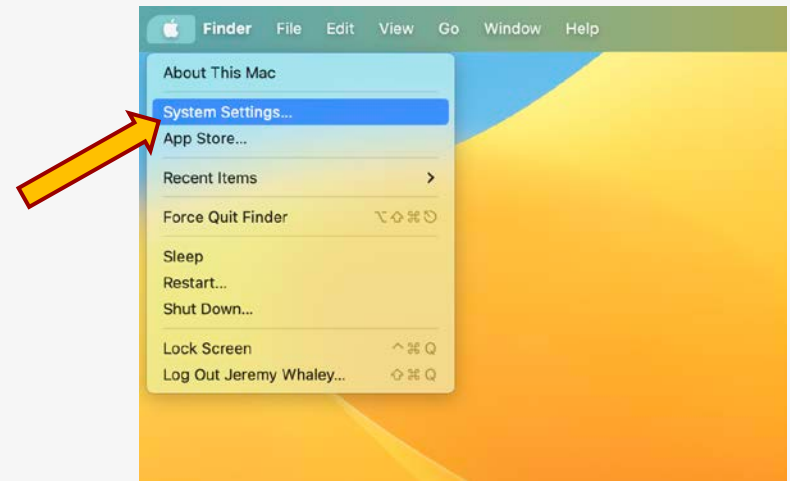 Finder File Edit View Go Window Help
About This Mac
System Settings...
App Store...
Recent Items
Force Quit Finder ⌥⇧⌘⎋
Sleep
Restart...
Shut Down...
Lock Screen ^⌘Q
Log Out Jeremy Whaley... ⇧⌘Q